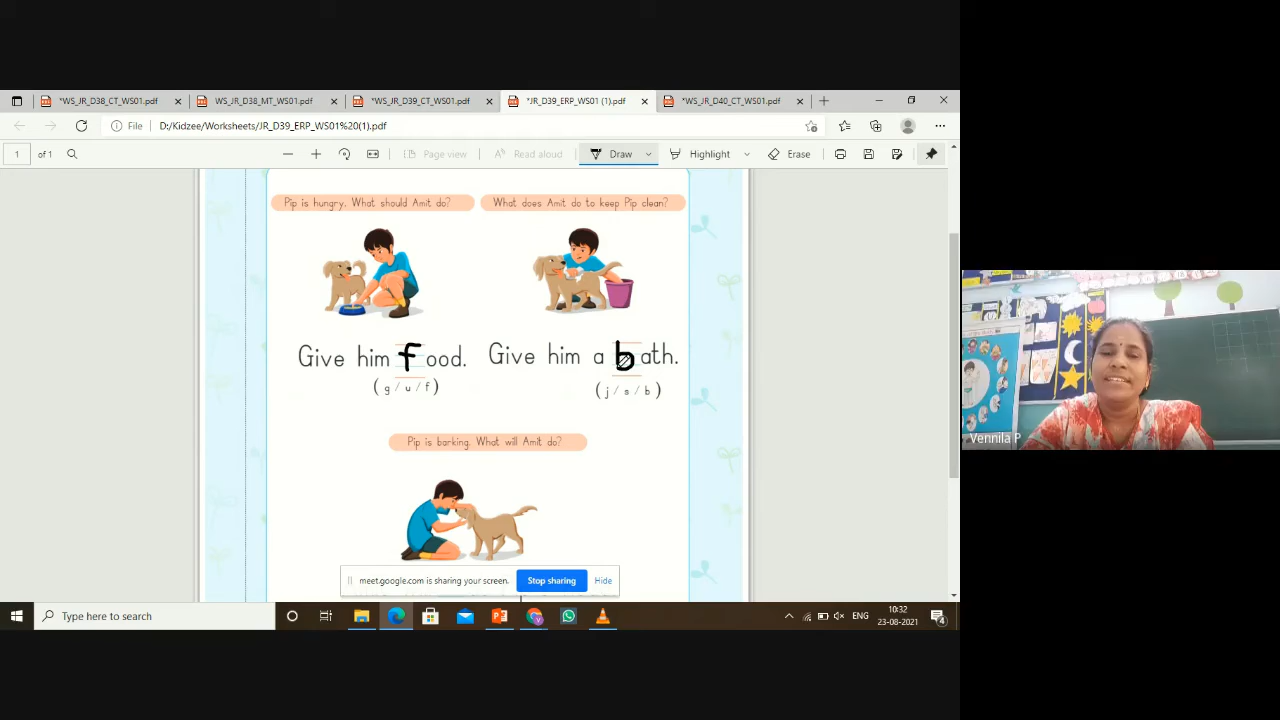 *WS_JR_D38_CT_WS01.pdf
WS_JR_D38_MT_WS01.pdf
*WS_JR_D39_CT_WS01.pdf
*JR_D39_ERP_WS01 (1).pdf
*WS_JR_D40_CT_WS01.pdf
File
D:/Kidzee/Worksheets/JR_D39_ERP_WS01%20(1).pdf
1 of 1
Page view
Read aloud
Draw
Highlight
Erase
Pip is hungry. What should Amit do?
What does Amit do to keep Pip clean?
Give him food.
Give him a bath.
( g / u / f )
( j / s / b )
Pip is barking. What will Amit do?
Vennila P
meet.google.com is sharing your screen.
Stop sharing
Hide
Type here to search
ENG
10:32
23-08-2021
4